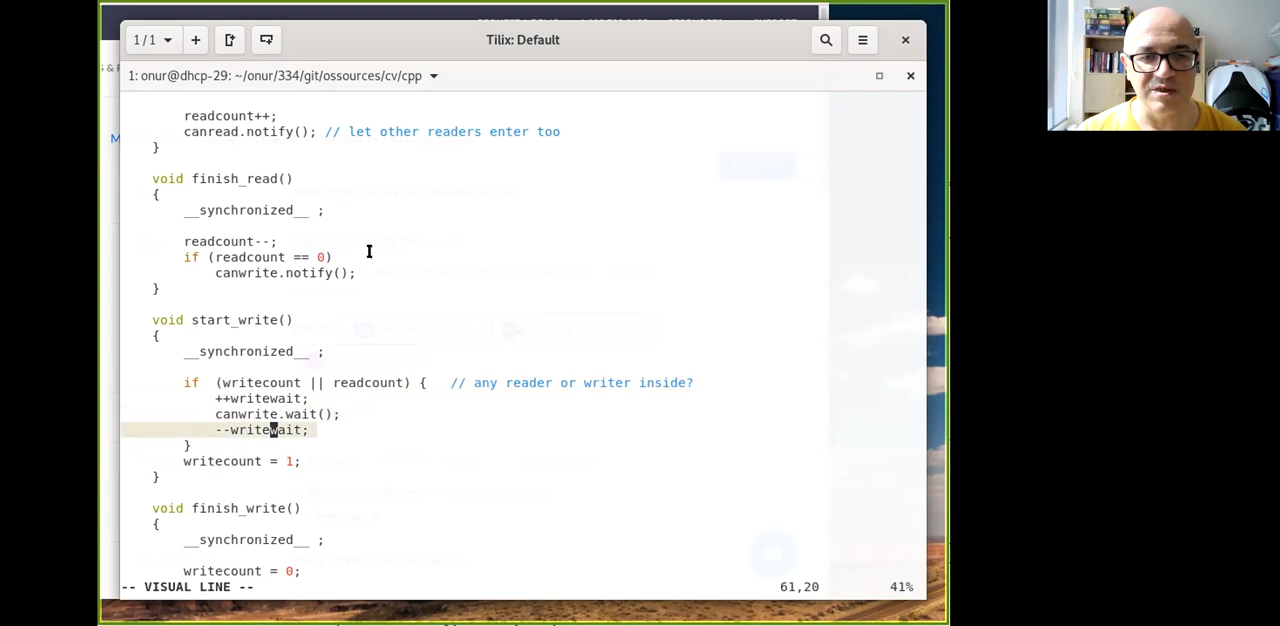 1 / 1
Tilix: Default
1: onur@dhcp-29: ~/onur/334/git/ossources/cv/cpp
readcount++;
canread.notify(); // let other readers enter too
}
void finish_read()
{
__synchronized__ ;
readcount--;
if (readcount == 0)
canwrite.notify();
}
void start_write()
{
__synchronized__ ;
if  (writecount || readcount) {   // any reader or writer inside?
++writewait;
canwrite.wait();
--writewait;
}
writecount = 1;
}
void finish_write()
{
__synchronized__ ;
writecount = 0;
-- VISUAL LINE --
61,20
41%